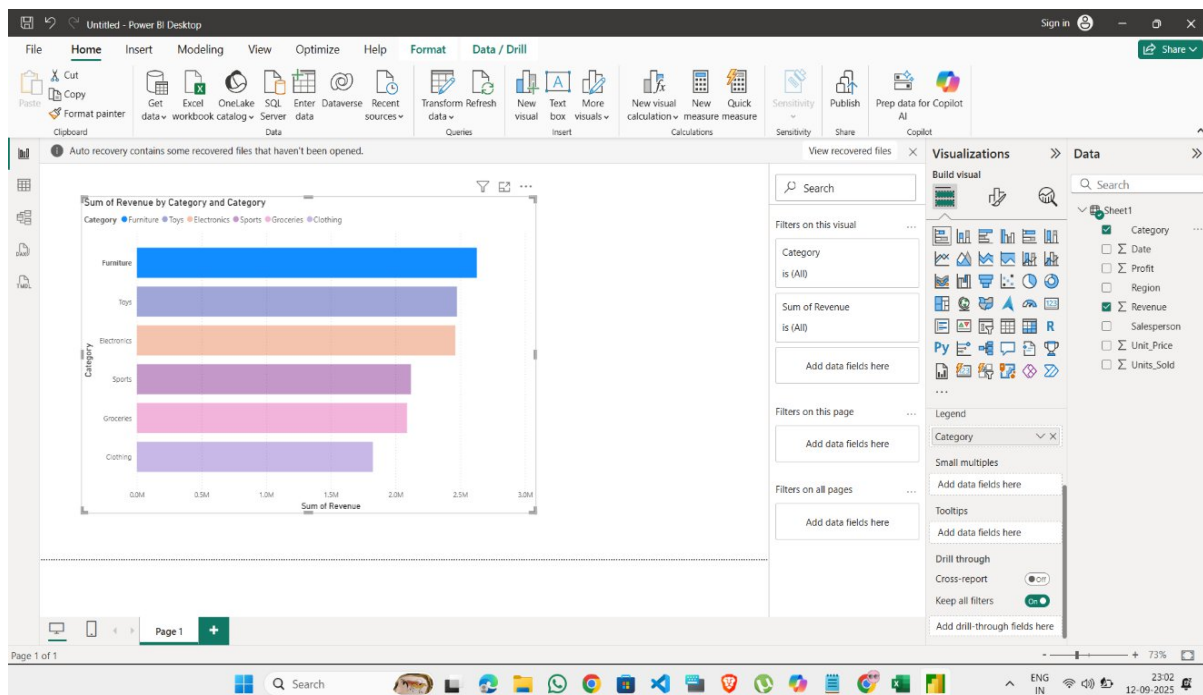 Untitled - Power BI Desktop
Sign in
File Home Insert Modeling View Optimize Help Format Data / Drill
Share
Paste
Cut
Copy
Format painter
Clipboard
Get data
Excel workbook
OneLake catalog
SQL Server
Enter data
Dataverse
Recent sources
Data
Transform data
Refresh
Queries
New visual
Text box
More visuals
Insert
New visual calculation
New measure
Quick measure
Calculations
Sensitivity
Sensitivity
Publish
Share
Prep data for AI
Copilot
Copilot
Auto recovery contains some recovered files that haven't been opened.
View recovered files
Sum of Revenue by Category and Category
Category Furniture Toys Electronics Sports Groceries Clothing
Category
Furniture
Toys
Electronics
Sports
Groceries
Clothing
0.0M 0.5M 1.0M 1.5M 2.0M 2.5M 3.0M
Sum of Revenue
Search
Filters on this visual
Category
is (All)
Sum of Revenue
is (All)
Add data fields here
Filters on this page
Add data fields here
Filters on all pages
Add data fields here
Visualizations
Build visual
123
R
Py
Legend
Category
Small multiples
Add data fields here
Tooltips
Add data fields here
Drill through
Cross-report
Off
Keep all filters
On
Add drill-through fields here
Data
Search
Sheet1
Category
Σ Date
Σ Profit
Region
Σ Revenue
Salesperson
Σ Unit_Price
Σ Units_Sold
Page 1
Page 1 of 1
- + 73%
Search
ENG
IN
23:02
12-09-2025